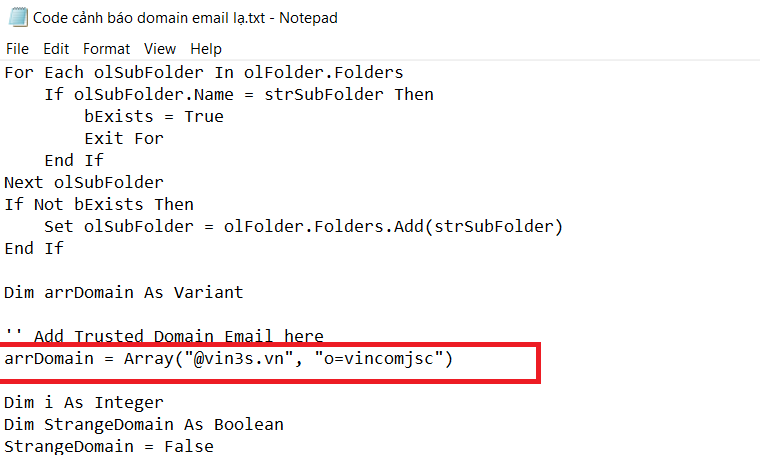 Code cảnh báo domain email lạ.txt - Notepad
File Edit Format View Help
For Each olSubFolder In olFolder.Folders
    If olSubFolder.Name = strSubFolder Then
        bExists = True
        Exit For
    End If
Next olSubFolder
If Not bExists Then
    Set olSubFolder = olFolder.Folders.Add(strSubFolder)
End If
Dim arrDomain As Variant
'' Add Trusted Domain Email here
arrDomain = Array("@vin3s.vn", "o=vincomjsc")
Dim i As Integer
Dim StrangeDomain As Boolean
StrangeDomain = False